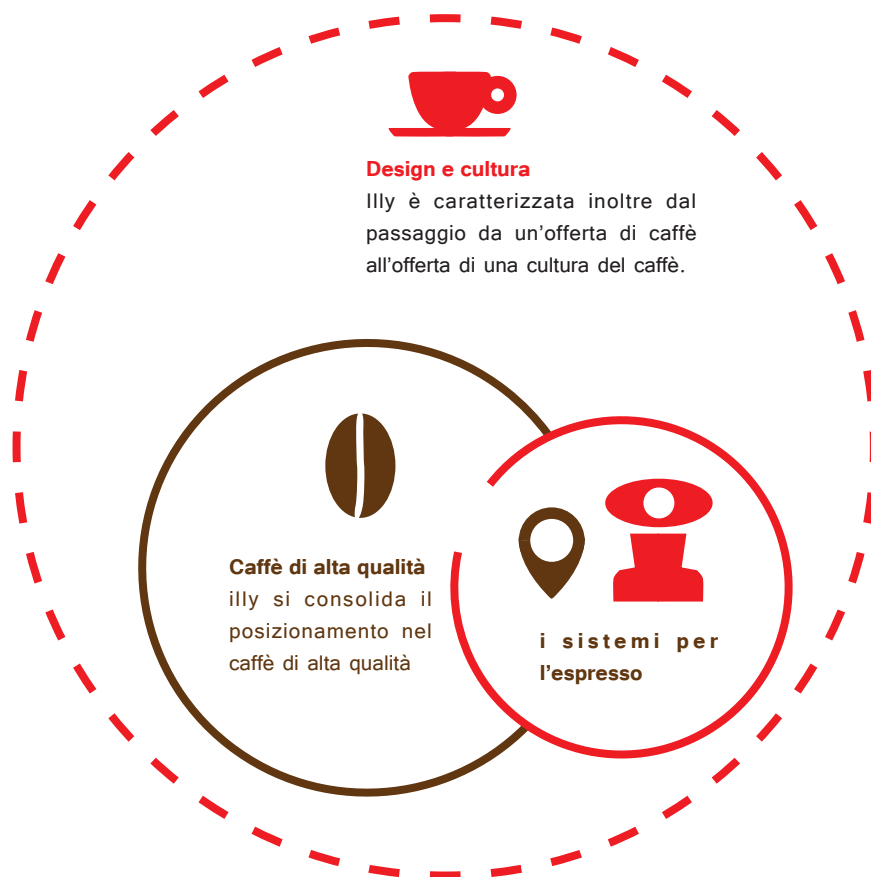 Design e cultura
Illy è caratterizzata inoltre dal
passaggio da un’offerta di caffè
all’offerta di una cultura del caffè.
Caffè di alta qualità
illy si consolida il
posizionamento nel
caffè di alta qualità
i sistemi per
l’espresso